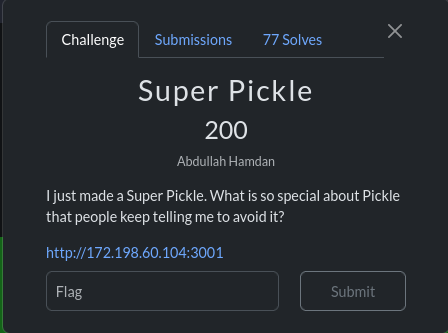 Challenge
Submissions
77 Solves
Super Pickle
200
Abdullah Hamdan
I just made a Super Pickle. What is so special about Pickle
that people keep telling me to avoid it?
http://172.198.60.104:3001
Flag
Submit